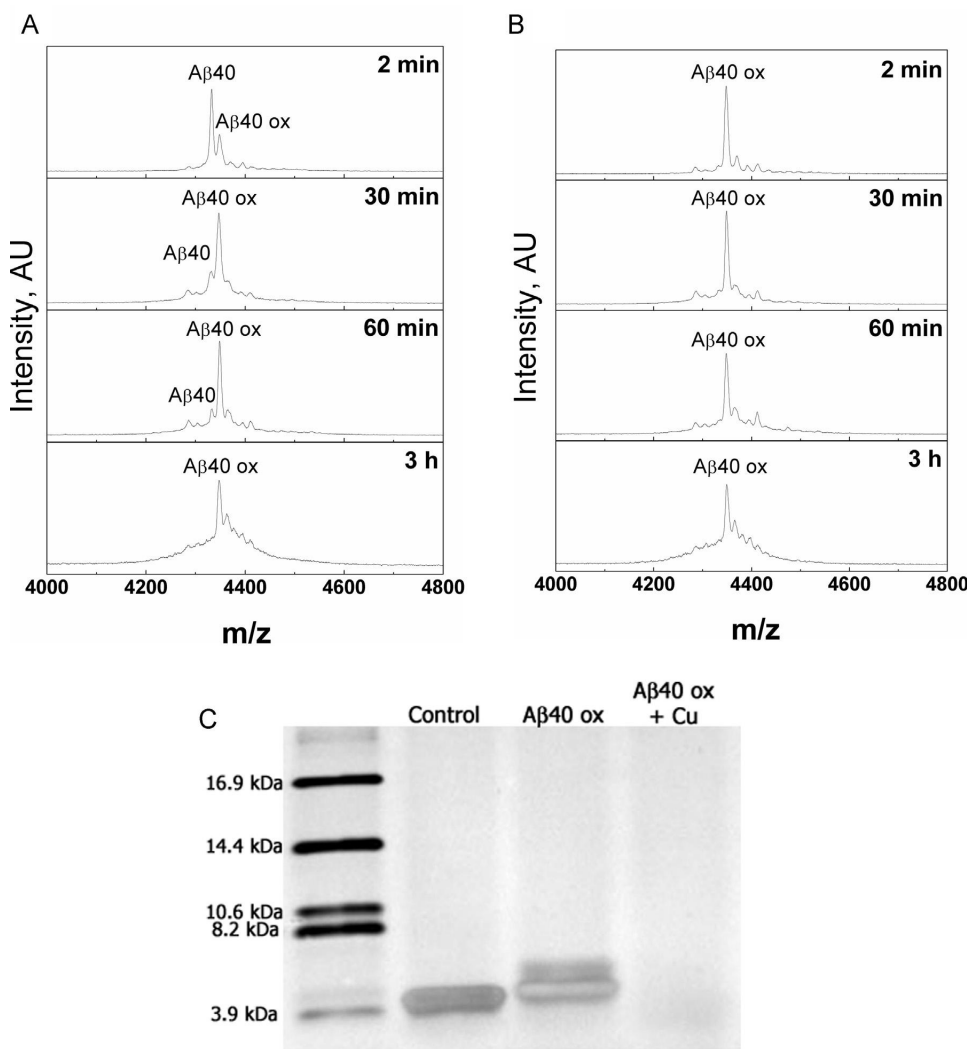 A
2 min
Aβ40
Aβ40 ox
30 min
Aβ40 ox
Aβ40
60 min
Aβ40 ox
Aβ40
3 h
Aβ40 ox
Intensity, AU
4000 4200 4400 4600 4800
m/z
B
2 min
Aβ40 ox
30 min
Aβ40 ox
60 min
Aβ40 ox
3 h
Aβ40 ox
Intensity, AU
4000 4200 4400 4600 4800
m/z
C
Control Aβ40 ox Aβ40 ox
+ Cu
16.9 kDa
14.4 kDa
10.6 kDa
8.2 kDa
3.9 kDa